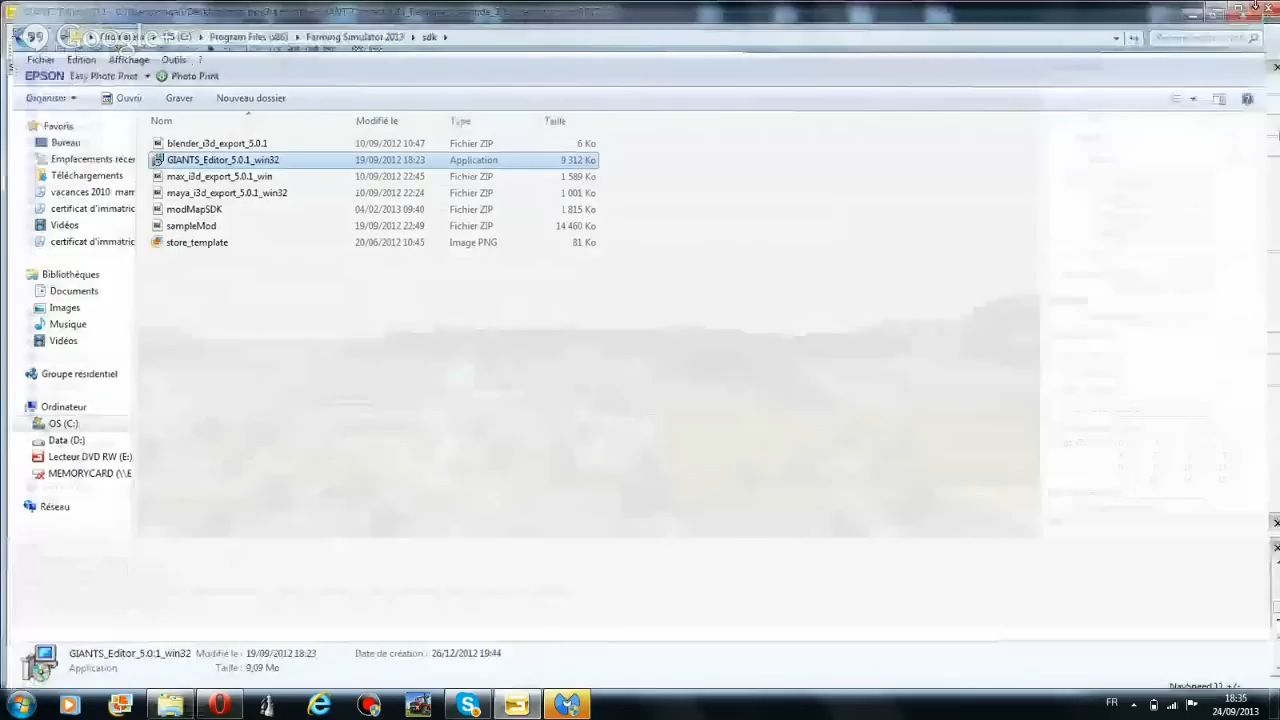 Google+
Program Files (x86) ▸ Farming Simulator 2013 ▸ sdk ▸
Fichier Edition Affichage Outils ?
EPSON Easy Photo Print Photo Print
Organiser Ouvrir Graver Nouveau dossier
Nom Modifié le Type Taille
Favoris
Bureau
Emplacements récen
Téléchargements
vacances 2010 mam
certificat d'immatric
Vidéos
certificat d'immatric
Bibliothèques
Documents
Images
Musique
Vidéos
Groupe résidentiel
Ordinateur
OS (C:)
Data (D:)
Lecteur DVD RW (E:)
MEMORYCARD (\\E
Réseau
blender_i3d_export_5.0.1 10/09/2012 10:47 Fichier ZIP 6 Ko
GIANTS_Editor_5.0.1_win32 19/09/2012 18:23 Application 9 312 Ko
max_i3d_export_5.0.1_win 10/09/2012 22:45 Fichier ZIP 1 589 Ko
maya_i3d_export_5.0.1_win32 10/09/2012 22:24 Fichier ZIP 1 001 Ko
modMapSDK 04/02/2013 09:40 Fichier ZIP 1 815 Ko
sampleMod 19/09/2012 22:49 Fichier ZIP 14 460 Ko
store_template 20/06/2012 10:45 Image PNG 81 Ko
GIANTS_Editor_5.0.1_win32 Modifié le : 19/09/2012 18:23 Date de création : 26/12/2012 19:44
Application Taille : 9,09 Mo
FR 18:35
24/09/2013